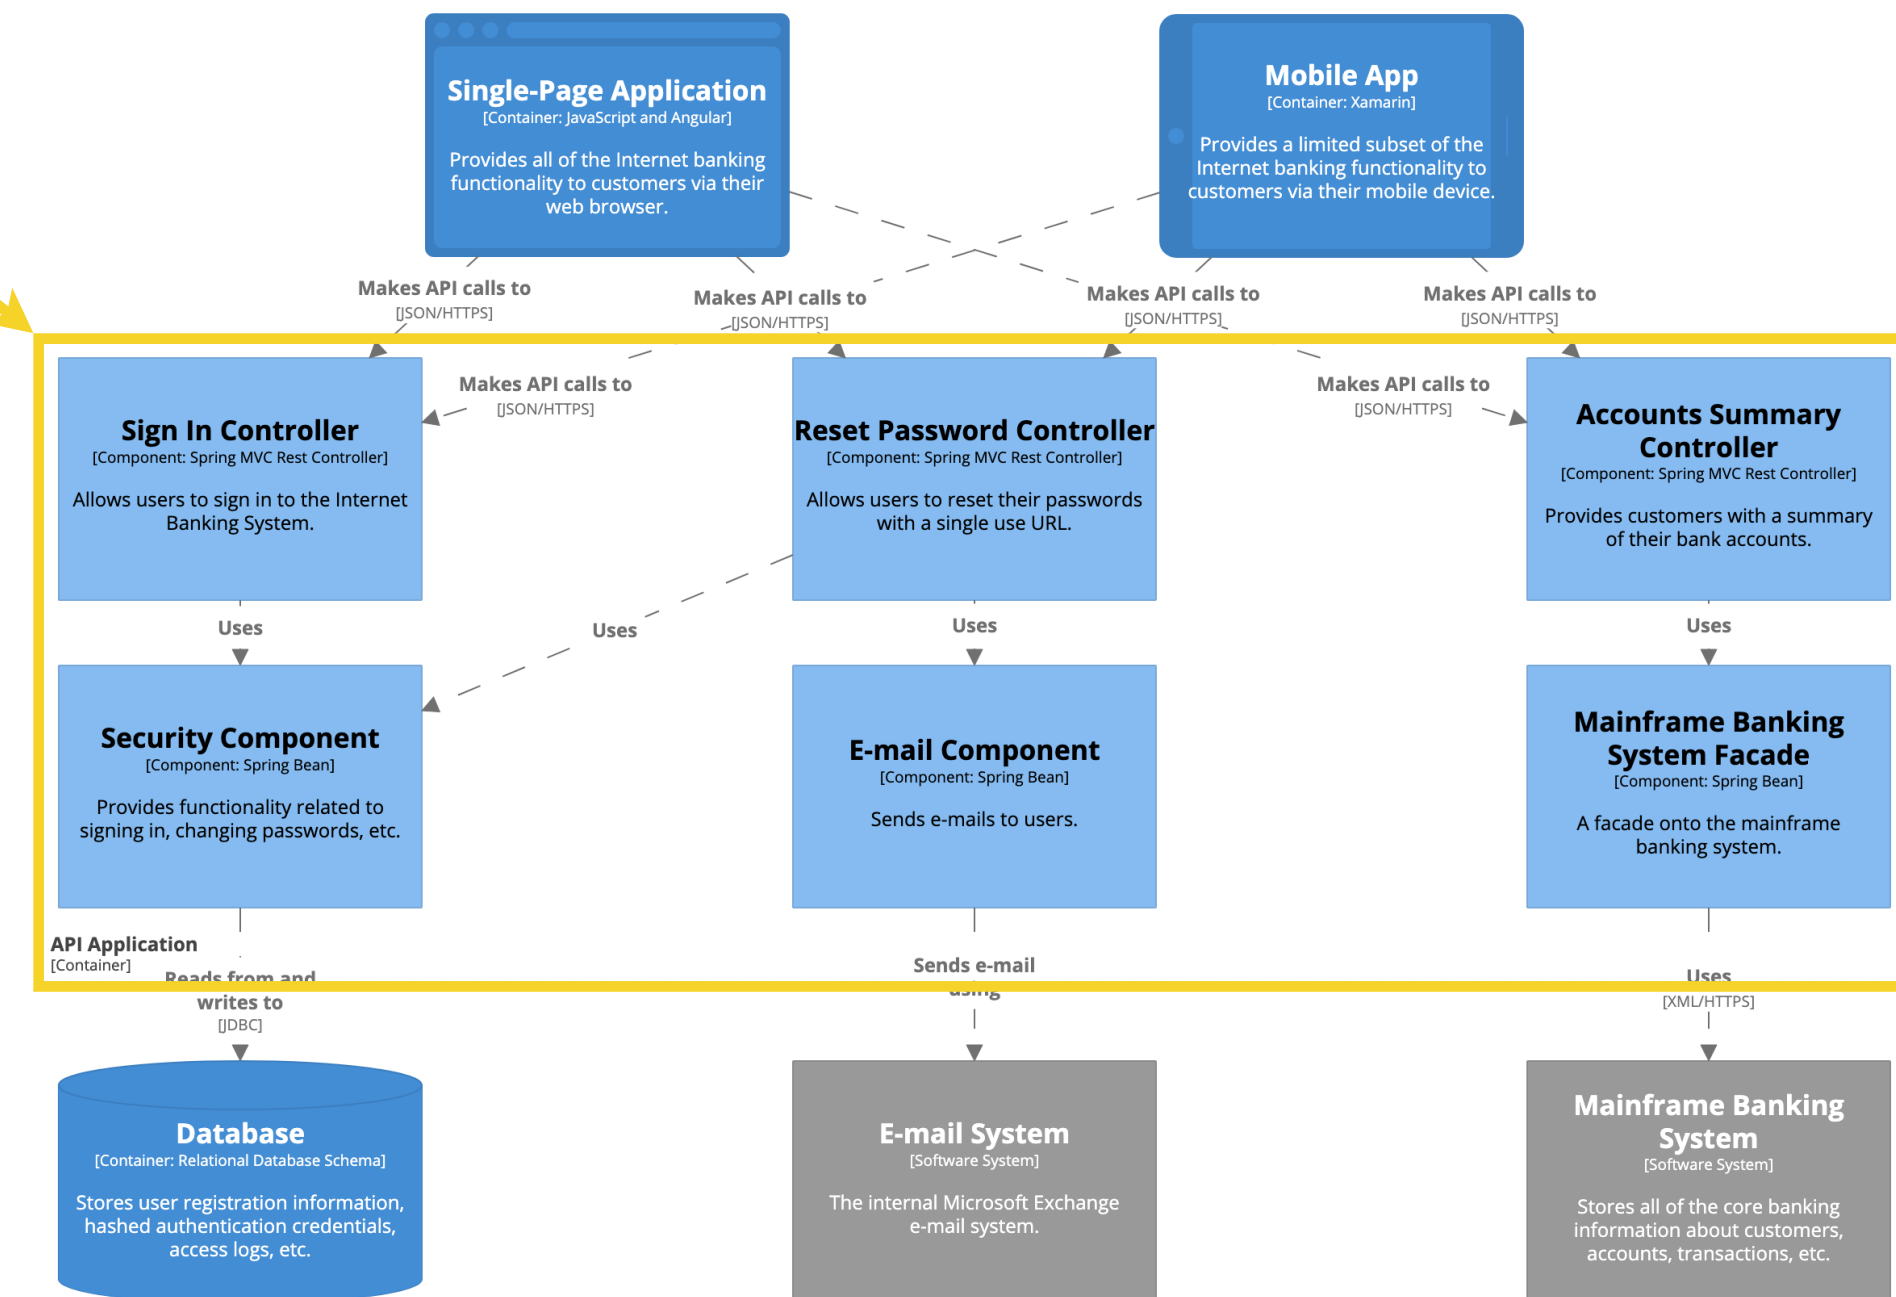 Single-Page Application
[Container: JavaScript and Angular]
Provides all of the Internet banking
functionality to customers via their
web browser.
Mobile App
[Container: Xamarin]
Provides a limited subset of the
Internet banking functionality to
customers via their mobile device.
Makes API calls to
[JSON/HTTPS]
Makes API calls to
[JSON/HTTPS]
Makes API calls to
[JSON/HTTPS]
Makes API calls to
[JSON/HTTPS]
Makes API calls to
[JSON/HTTPS]
Makes API calls to
[JSON/HTTPS]
Sign In Controller
[Component: Spring MVC Rest Controller]
Allows users to sign in to the Internet
Banking System.
Reset Password Controller
[Component: Spring MVC Rest Controller]
Allows users to reset their passwords
with a single use URL.
Accounts Summary
Controller
[Component: Spring MVC Rest Controller]
Provides customers with a summary
of their bank accounts.
Uses
Uses
Uses
Uses
Security Component
[Component: Spring Bean]
Provides functionality related to
signing in, changing passwords, etc.
E-mail Component
[Component: Spring Bean]
Sends e-mails to users.
Mainframe Banking
System Facade
[Component: Spring Bean]
A facade onto the mainframe
banking system.
API Application
[Container]
Reads from and
writes to
[JDBC]
Sends e-mail
using
Uses
[XML/HTTPS]
Database
[Container: Relational Database Schema]
Stores user registration information,
hashed authentication credentials,
access logs, etc.
E-mail System
[Software System]
The internal Microsoft Exchange
e-mail system.
Mainframe Banking
System
[Software System]
Stores all of the core banking
information about customers,
accounts, transactions, etc.